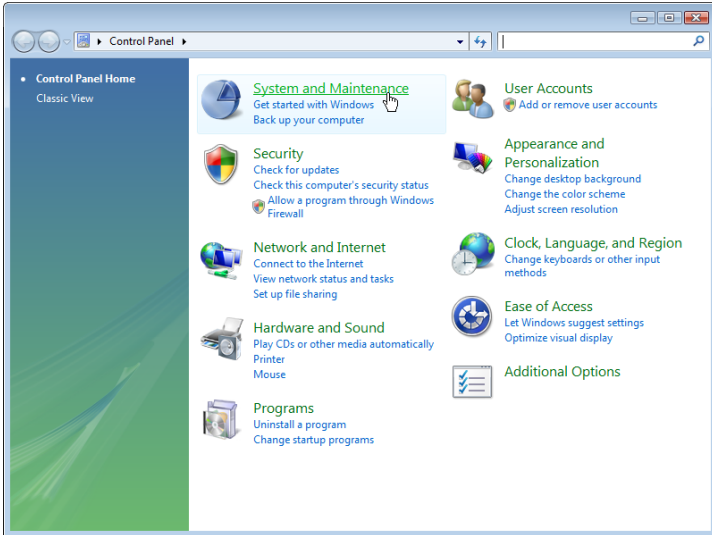 Control Panel
Control Panel Home
Classic View
System and Maintenance
Get started with Windows
Back up your computer
Security
Check for updates
Check this computer's security status
Allow a program through Windows
Firewall
Network and Internet
Connect to the Internet
View network status and tasks
Set up file sharing
Hardware and Sound
Play CDs or other media automatically
Printer
Mouse
Programs
Uninstall a program
Change startup programs
User Accounts
Add or remove user accounts
Appearance and
Personalization
Change desktop background
Change the color scheme
Adjust screen resolution
Clock, Language, and Region
Change keyboards or other input
methods
Ease of Access
Let Windows suggest settings
Optimize visual display
Additional Options